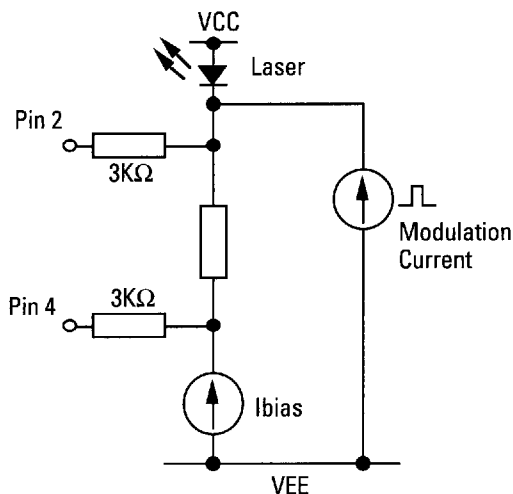 VCC
Laser
Pin 2
3KΩ
Modulation
Current
Pin 4
3KΩ
Ibias
VEE